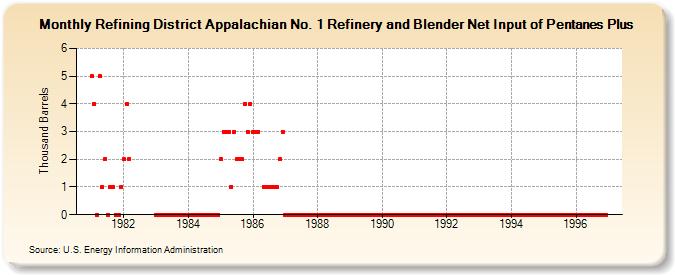 Monthly Refining District Appalachian No. 1 Refinery and Blender Net Input of Pentanes Plus
Thousand Barrels
6
5
4
3
2
1
0
1982 1984 1986 1988 1990 1992 1994 1996
Source: U.S. Energy Information Administration